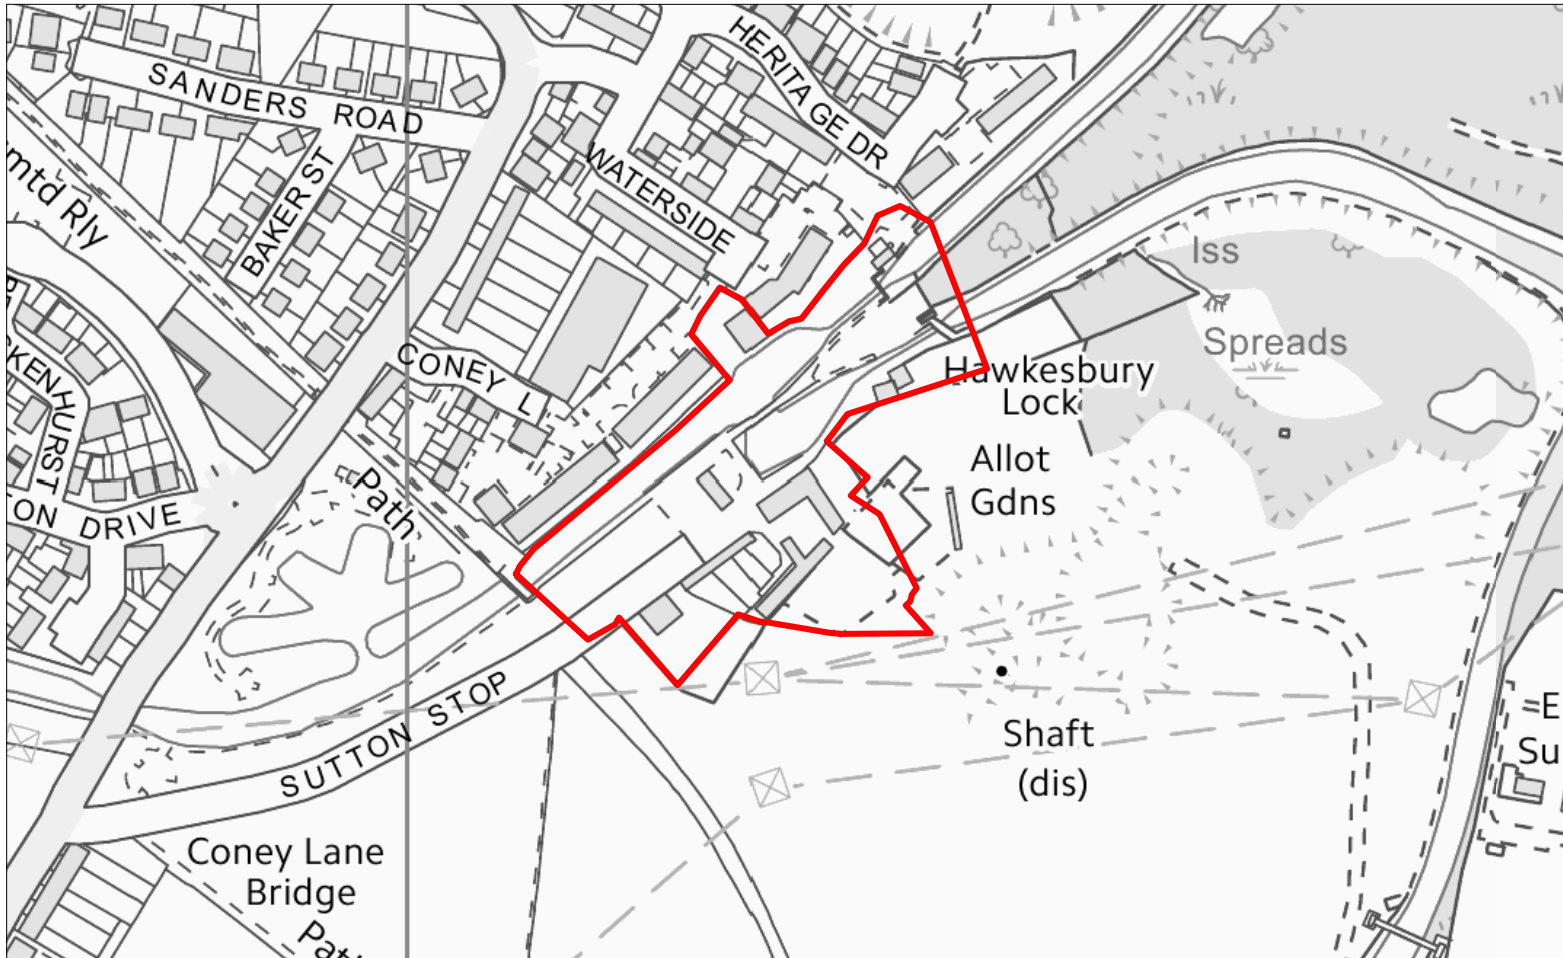 HERITAGE DR
SANDERS ROAD
WATERSIDE
BAKER ST
mtd Rly
Iss
Spreads
CONEY L
Hawkesbury
Lock
KENHURST
Allot
Gdns
Path
ON DRIVE
SUTTON STOP
Shaft
(dis)
=E
Su
Coney Lane
Bridge
Path